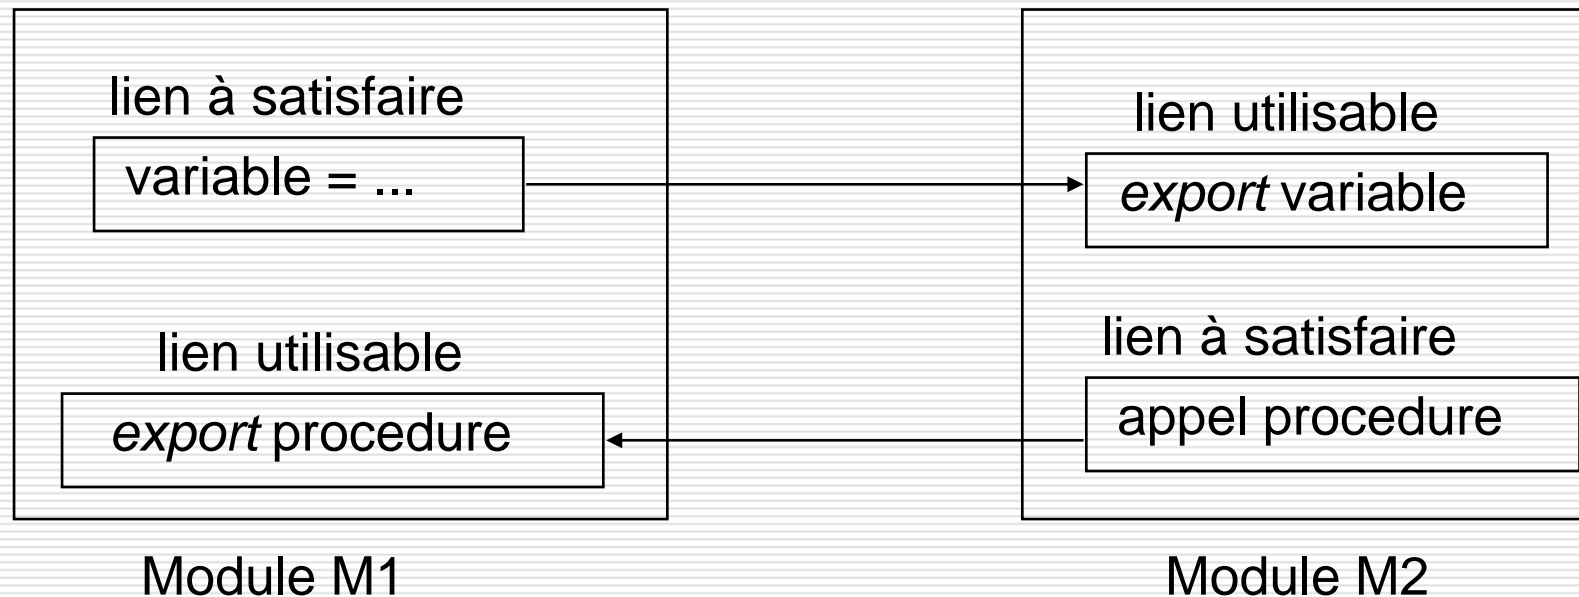 lien à satisfaire
variable = ...
lien utilisable
export procedure
Module M1
lien utilisable
export variable
lien à satisfaire
appel procedure
Module M2